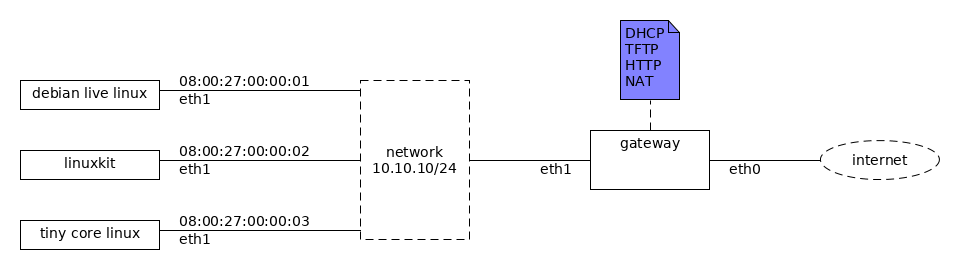 DHCP
TFTP
HTTP
NAT
debian live linux
08:00:27:00:00:01
eth1
linuxkit
08:00:27:00:00:02
eth1
tiny core linux
08:00:27:00:00:03
eth1
network
10.10.10/24
eth1
gateway
eth0
internet